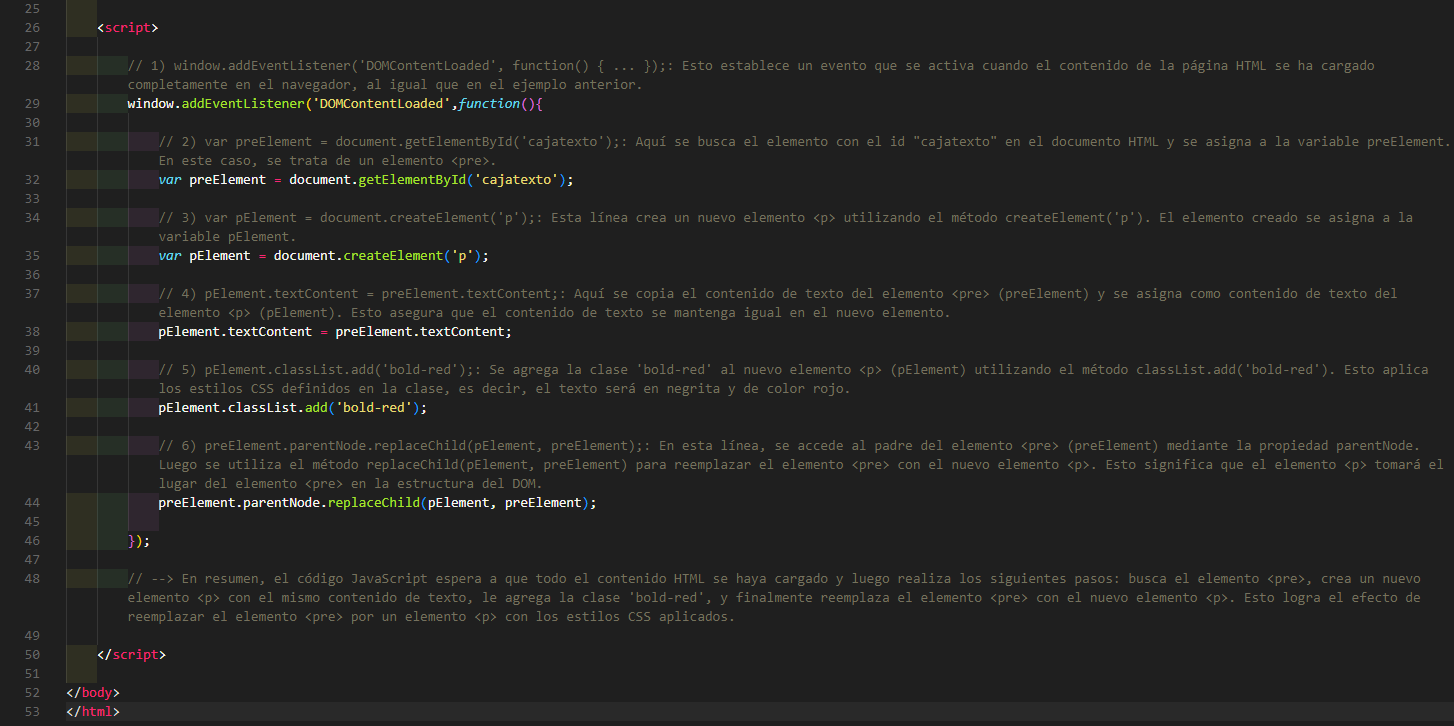 25
26 <script>
27
28 // 1) window.addEventListener('DOMContentLoaded', function() { ... });: Esto establece un evento que se activa cuando el contenido de la página HTML se ha cargado
completamente en el navegador, al igual que en el ejemplo anterior.
29 window.addEventListener('DOMContentLoaded',function(){
30
31 // 2) var preElement = document.getElementById('cajatexto');: Aquí se busca el elemento con el id "cajatexto" en el documento HTML y se asigna a la variable preElement.
En este caso, se trata de un elemento <pre>.
32 var preElement = document.getElementById('cajatexto');
33
34 // 3) var pElement = document.createElement('p');: Esta línea crea un nuevo elemento <p> utilizando el método createElement('p'). El elemento creado se asigna a la
variable pElement.
35 var pElement = document.createElement('p');
36
37 // 4) pElement.textContent = preElement.textContent;: Aquí se copia el contenido de texto del elemento <pre> (preElement) y se asigna como contenido de texto del
elemento <p> (pElement). Esto asegura que el contenido de texto se mantenga igual en el nuevo elemento.
38 pElement.textContent = preElement.textContent;
39
40 // 5) pElement.classList.add('bold-red');: Se agrega la clase 'bold-red' al nuevo elemento <p> (pElement) utilizando el método classList.add('bold-red'). Esto aplica
los estilos CSS definidos en la clase, es decir, el texto será en negrita y de color rojo.
41 pElement.classList.add('bold-red');
42
43 // 6) preElement.parentNode.replaceChild(pElement, preElement);: En esta línea, se accede al padre del elemento <pre> (preElement) mediante la propiedad parentNode.
Luego se utiliza el método replaceChild(pElement, preElement) para reemplazar el elemento <pre> con el nuevo elemento <p>. Esto significa que el elemento <p> tomará el
lugar del elemento <pre> en la estructura del DOM.
44 preElement.parentNode.replaceChild(pElement, preElement);
45
46 });
47
48 // --> En resumen, el código JavaScript espera a que todo el contenido HTML se haya cargado y luego realiza los siguientes pasos: busca el elemento <pre>, crea un nuevo
elemento <p> con el mismo contenido de texto, le agrega la clase 'bold-red', y finalmente reemplaza el elemento <pre> con el nuevo elemento <p>. Esto logra el efecto de
reemplazar el elemento <pre> por un elemento <p> con los estilos CSS aplicados.
49
50 </script>
51
52 </body>
53 </html>